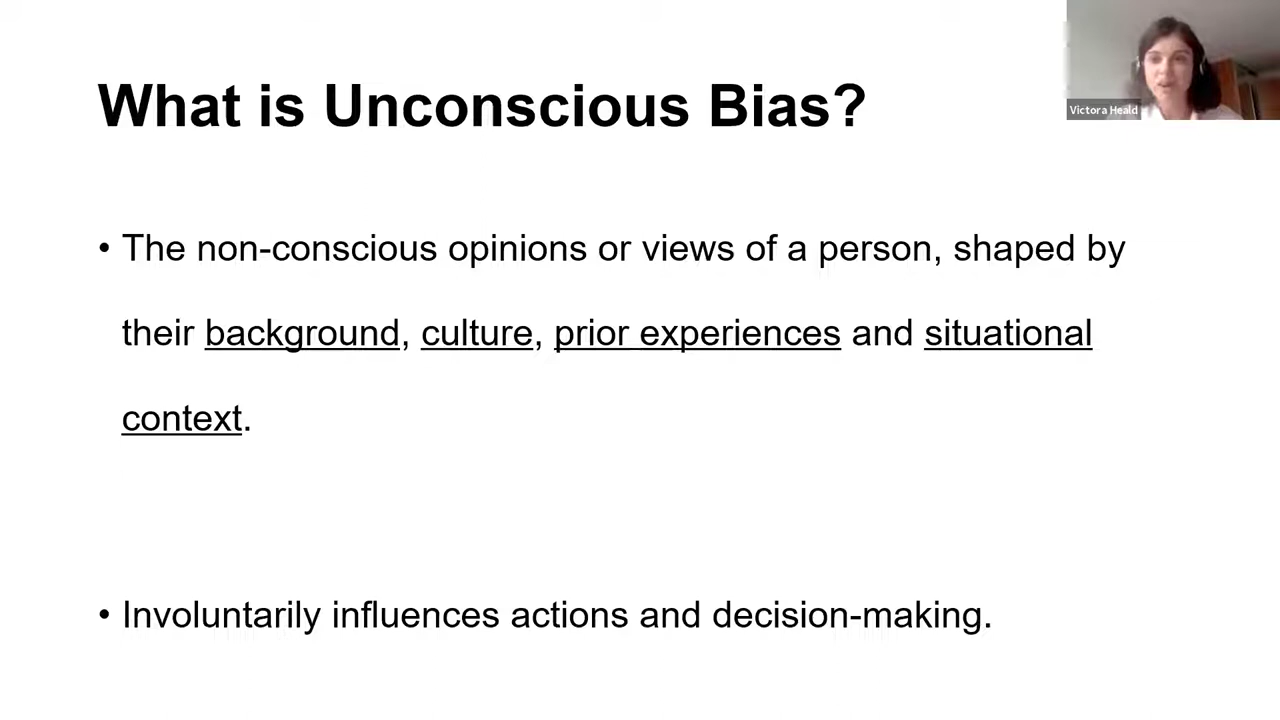 What is Unconscious Bias?
Victora Heald
• The non-conscious opinions or views of a person, shaped by
their background, culture, prior experiences and situational
context.
• Involuntarily influences actions and decision-making.